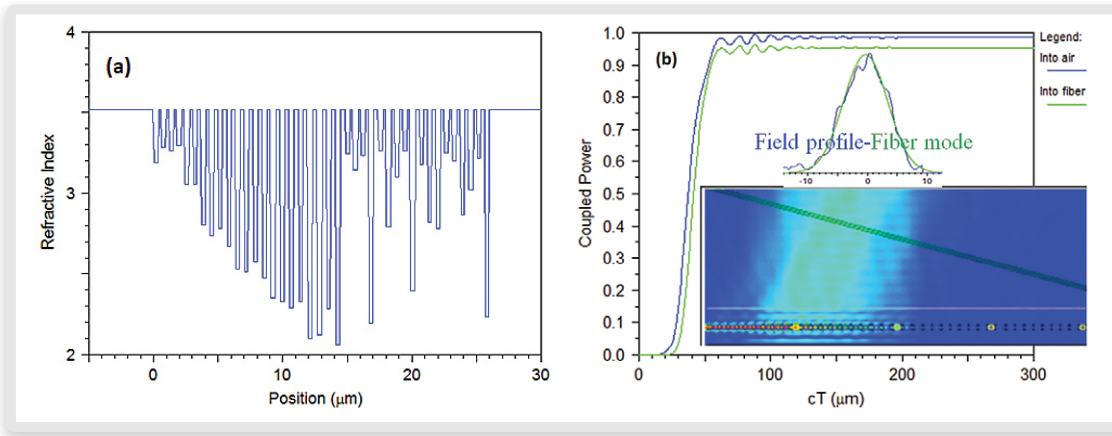 (a)
Refractive Index
4
3
2
0
10
20
30
Position (μm)
(b)
Coupled Power
1.0
0.9
0.8
0.7
0.6
0.5
0.4
0.3
0.2
0.1
0.0
0
100
200
300
cT (μm)
Legend:
Into air
Into fiber
Field profile-Fiber mode
-10
0
10